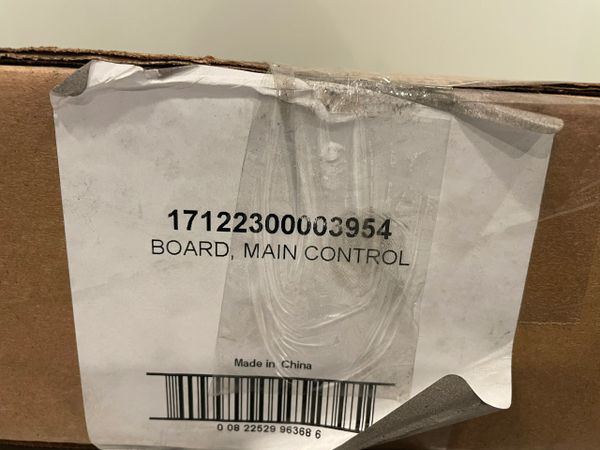 17122300003954
BOARD, MAIN CONTROL
Made in China
0 08 22529 96368 6